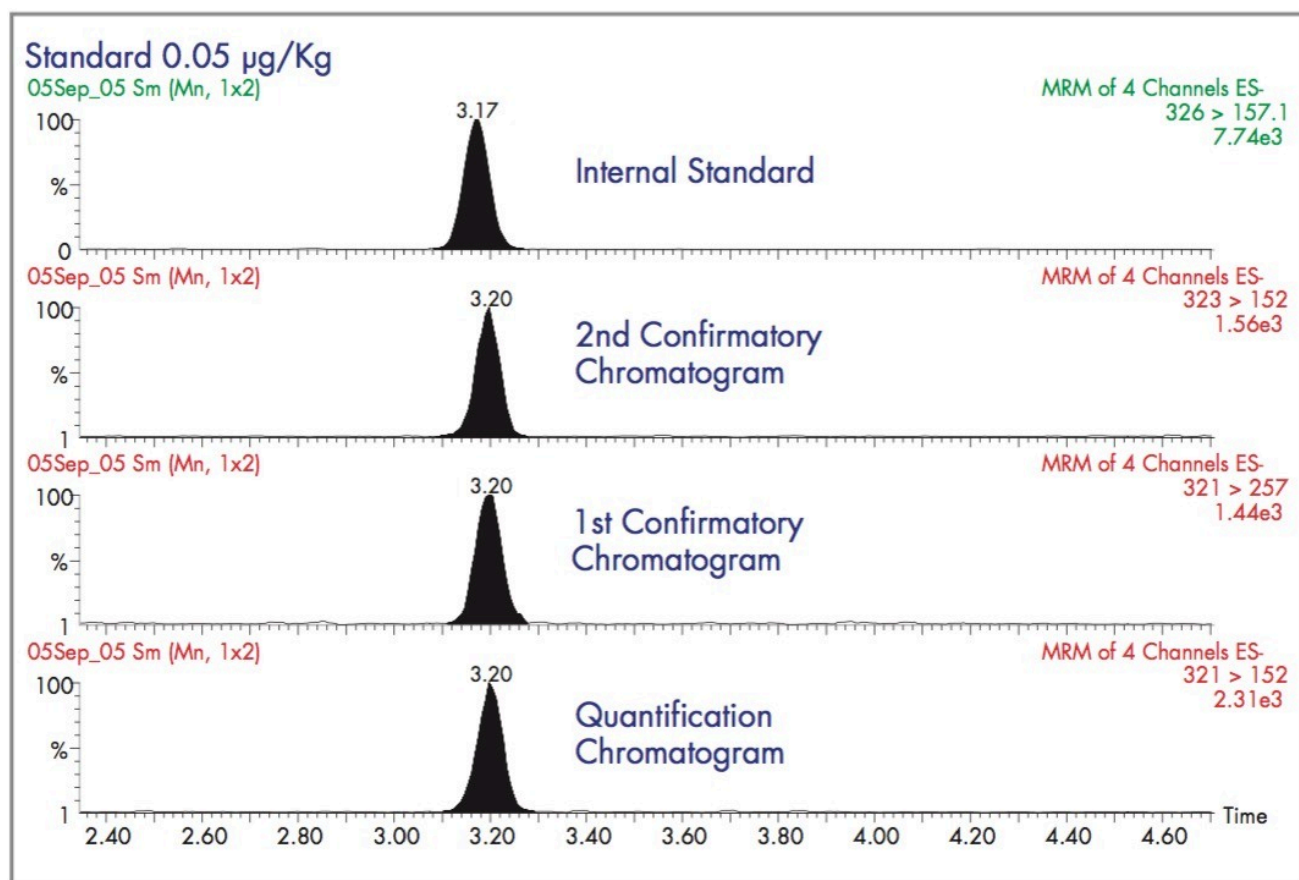 Standard 0.05 µg/Kg
05Sep_05 Sm (Mn, 1x2)
MRM of 4 Channels ES-
326 > 157.1
7.74e3
3.17
100
%
0
Internal Standard
05Sep_05 Sm (Mn, 1x2)
MRM of 4 Channels ES-
323 > 152
1.56e3
3.20
100
%
1
2nd Confirmatory
Chromatogram
05Sep_05 Sm (Mn, 1x2)
MRM of 4 Channels ES-
321 > 257
1.44e3
3.20
100
%
1
1st Confirmatory
Chromatogram
05Sep_05 Sm (Mn, 1x2)
MRM of 4 Channels ES-
321 > 152
2.31e3
3.20
100
%
1
Quantification
Chromatogram
Time
2.40 2.60 2.80 3.00 3.20 3.40 3.60 3.80 4.00 4.20 4.40 4.60